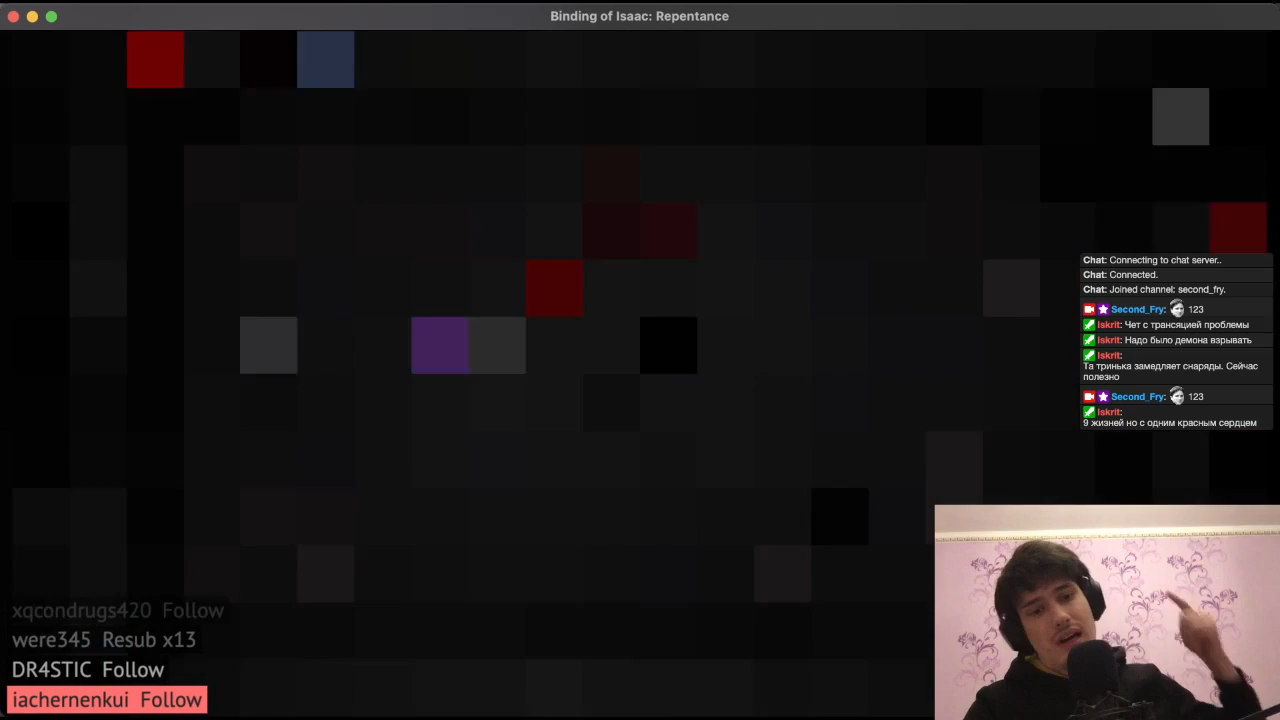 Binding of Isaac: Repentance
Chat: Connecting to chat server..
Chat: Connected.
Chat: Joined channel: second_fry.
Second_Fry: 123
Iskrit: Чет с трансяцией проблемы
Iskrit: Надо было демона взрывать
Iskrit:
Та тринька замедляет снаряды. Сейчас
полезно
Second_Fry: 123
Iskrit:
9 жизней но с одним красным сердцем
xqcondrugs420 Follow
were345 Resub x13
DR4STIC Follow
iachernenkui Follow